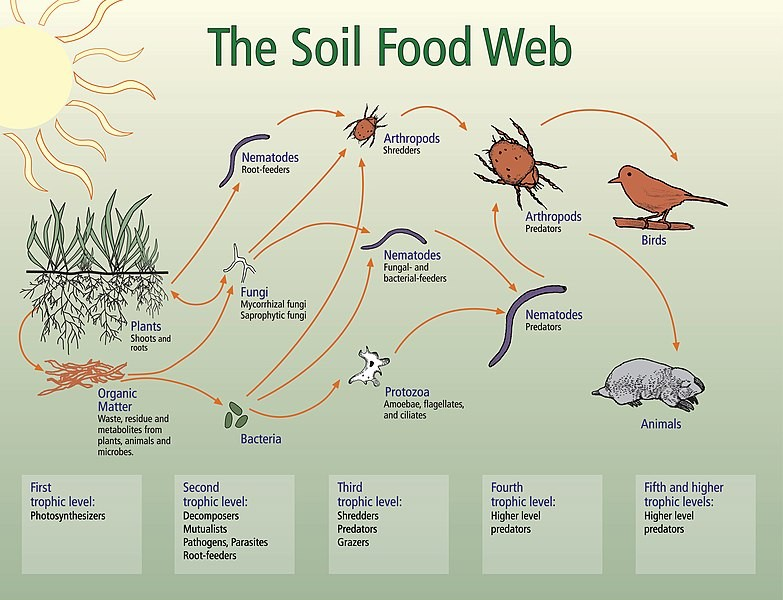 The Soil Food Web
Nematodes
Root-feeders
Arthropods
Shredders
Arthropods
Predators
Birds
Nematodes
Fungal- and
bacterial-feeders
Fungi
Mycorrhizal fungi
Saprophytic fungi
Plants
Shoots and
roots
Nematodes
Predators
Organic
Matter
Waste, residue and
metabolites from
plants, animals and
microbes.
Bacteria
Protozoa
Amoebae, flagellates,
and ciliates
Animals
First
trophic level:
Photosynthesizers
Second
trophic level:
Decomposers
Mutualists
Pathogens, Parasites
Root-feeders
Third
trophic level:
Shredders
Predators
Grazers
Fourth
trophic level:
Higher level
predators
Fifth and higher
trophic levels:
Higher level
predators